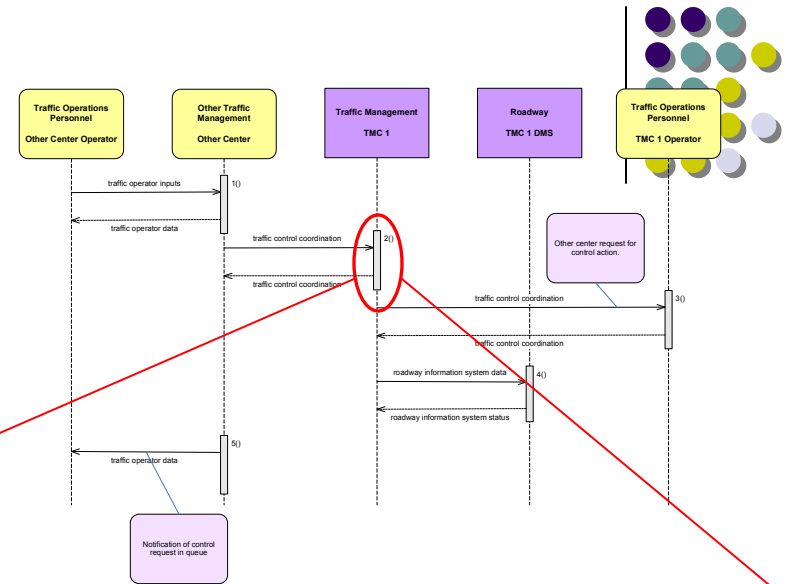 Traffic Operations
Personnel
Other Center Operator
Other Traffic
Management
Other Center
Traffic Management
TMC 1
Roadway
TMC 1 DMS
Traffic Operations
Personnel
TMC 1 Operator
traffic operator inputs
1()
traffic operator data
traffic control coordination
2()
traffic control coordination
Other center request for
control action.
traffic control coordination
3()
traffic control coordination
roadway information system data
4()
roadway information system status
5()
traffic operator data
Notification of control
request in queue